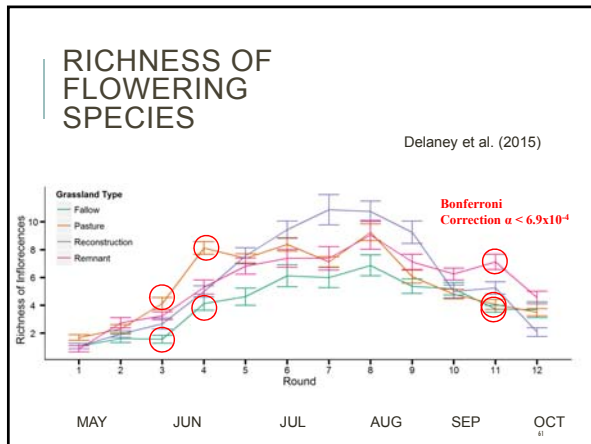 RICHNESS OF
FLOWERING
SPECIES
Delaney et al. (2015)
Grassland Type
Fallow
Pasture
Reconstruction
Remnant
Bonferroni
Correction α < 6.9x10⁻⁴
Richness of Inflorecences
10
8
6
4
2
1 2 3 4 5 6 7 8 9 10 11 12
Round
MAY JUN JUL AUG SEP OCT
61